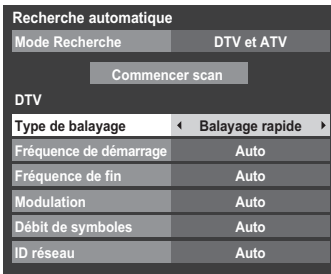 Recherche automatique
Mode Recherche DTV et ATV
Commencer scan
DTV
Type de balayage Balayage rapide
Fréquence de démarrage Auto
Fréquence de fin Auto
Modulation Auto
Débit de symboles Auto
ID réseau Auto